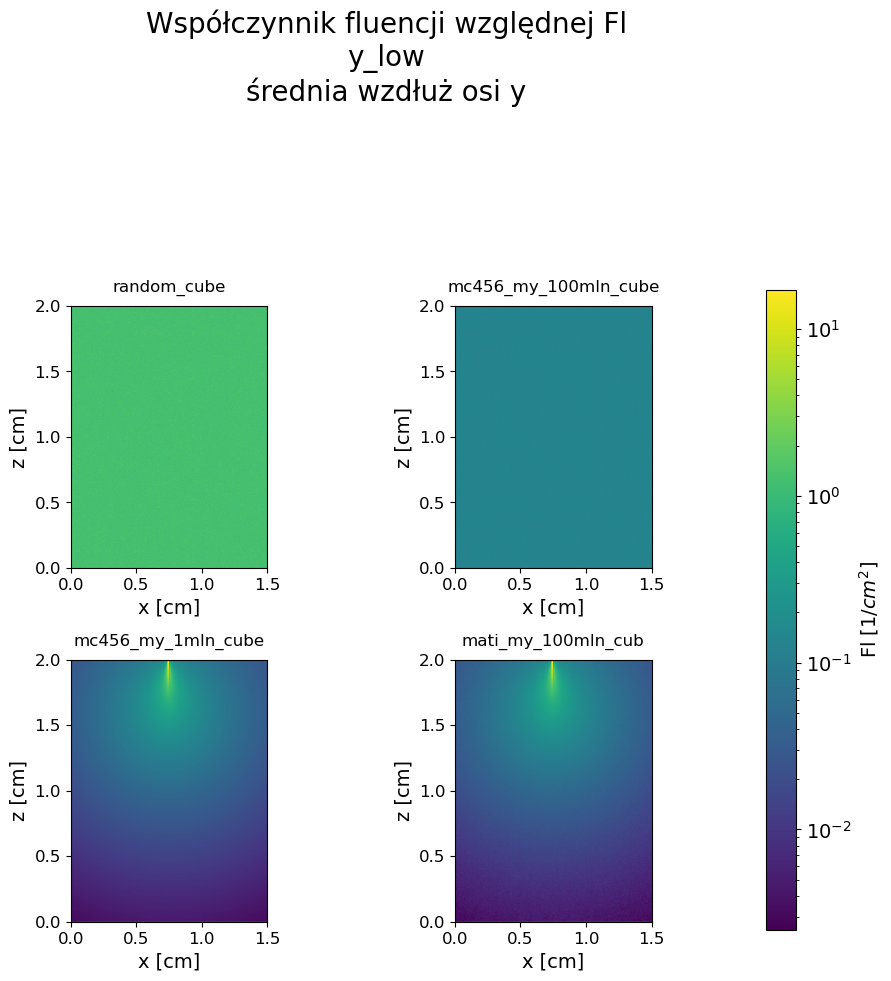 Współczynnik fluencji względnej Fl
y_low
średnia wzdłuż osi y
random_cube
mc456_my_100mln_cube
2.0
1.5
1.0
0.5
0.0
z [cm]
0.0 0.5 1.0 1.5
x [cm]
2.0
1.5
1.0
0.5
0.0
z [cm]
0.0 0.5 1.0 1.5
x [cm]
mc456_my_1mln_cube
mati_my_100mln_cub
2.0
1.5
1.0
0.5
0.0
z [cm]
0.0 0.5 1.0 1.5
x [cm]
2.0
1.5
1.0
0.5
0.0
z [cm]
0.0 0.5 1.0 1.5
x [cm]
10¹
10⁰
10⁻¹
10⁻²
Fl [1/cm²]